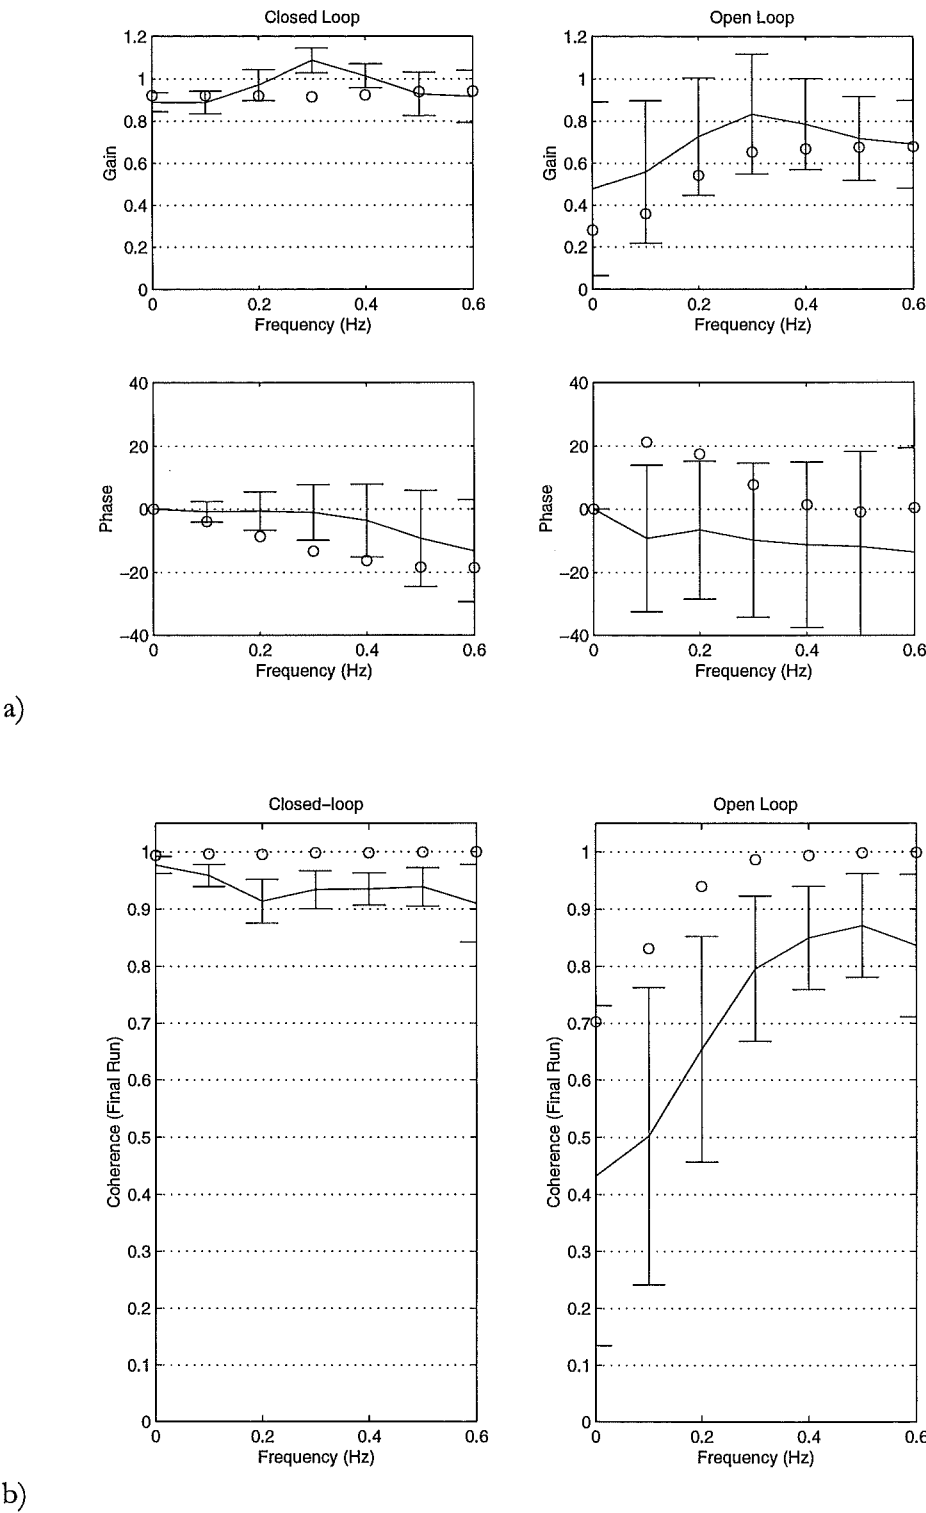 Closed Loop
1.2
1
0.8
0.6
0.4
0.2
0
Gain
0 0.2 0.4 0.6
Frequency (Hz)
Open Loop
1.2
1
0.8
0.6
0.4
0.2
0
Gain
0 0.2 0.4 0.6
Frequency (Hz)
40
20
0
−20
−40
Phase
0 0.2 0.4 0.6
Frequency (Hz)
40
20
0
−20
−40
Phase
0 0.2 0.4 0.6
Frequency (Hz)
a)
Closed−loop
1
0.9
0.8
0.7
0.6
0.5
0.4
0.3
0.2
0.1
0
Coherence (Final Run)
0 0.2 0.4 0.6
Frequency (Hz)
Open Loop
1
0.9
0.8
0.7
0.6
0.5
0.4
0.3
0.2
0.1
0
Coherence (Final Run)
0 0.2 0.4 0.6
Frequency (Hz)
b)